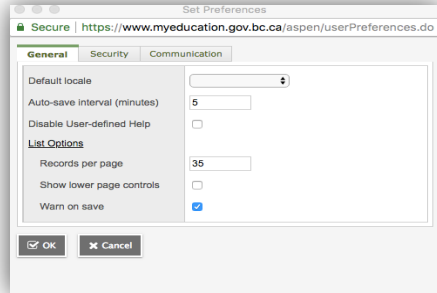 Set Preferences
Secure | https://www.myeducation.gov.bc.ca/aspen/userPreferences.do
General Security Communication
Default locale
Auto-save interval (minutes) 5
Disable User-defined Help
List Options
Records per page 35
Show lower page controls
Warn on save
OK Cancel